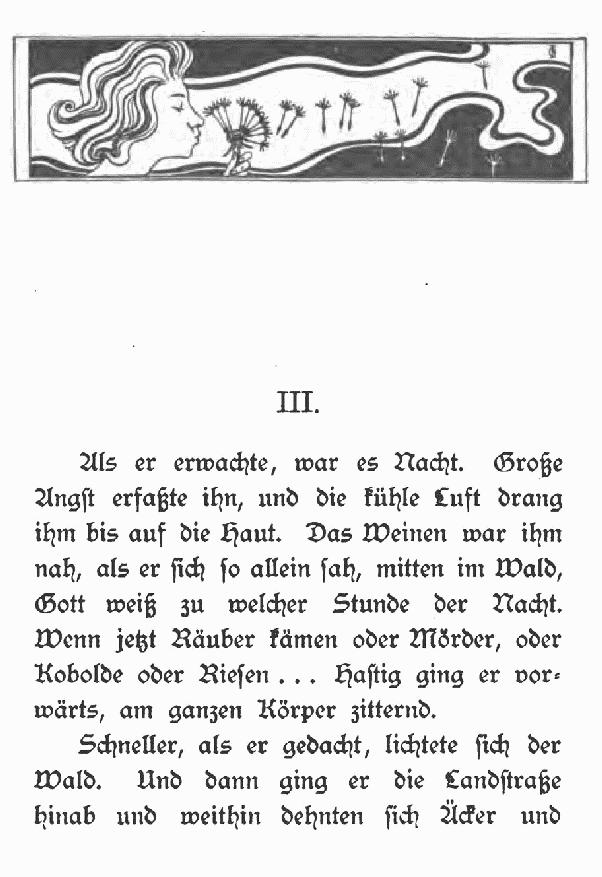 III.
Als er erwachte, war es Nacht. Große
Angst erfaßte ihn, und die kühle Luft drang
ihm bis auf die Haut. Das Weinen war ihm
nah, als er sich so allein sah, mitten im Wald,
Gott weiß zu welcher Stunde der Nacht.
Wenn jetzt Räuber kämen oder Mörder, oder
Kobolde oder Riesen ... Hastig ging er vor-
wärts, am ganzen Körper zitternd.
Schneller, als er gedacht, lichtete sich der
Wald. Und dann ging er die Landstraße
hinab und weithin dehnten sich Äcker und